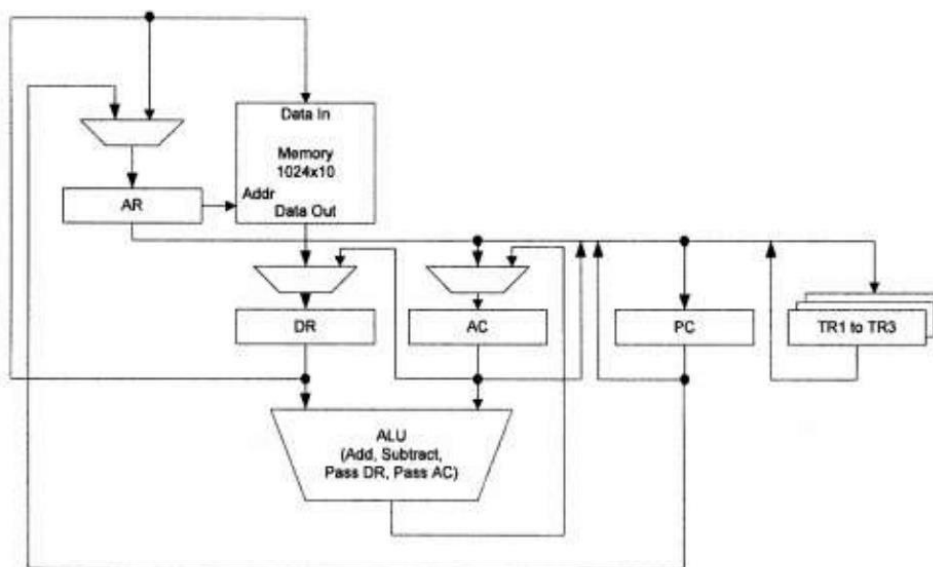 Data In
Memory
1024x10
Addr
AR
Data Out
DR
AC
PC
TR1 to TR3
ALU
(Add, Subtract,
Pass DR, Pass AC)